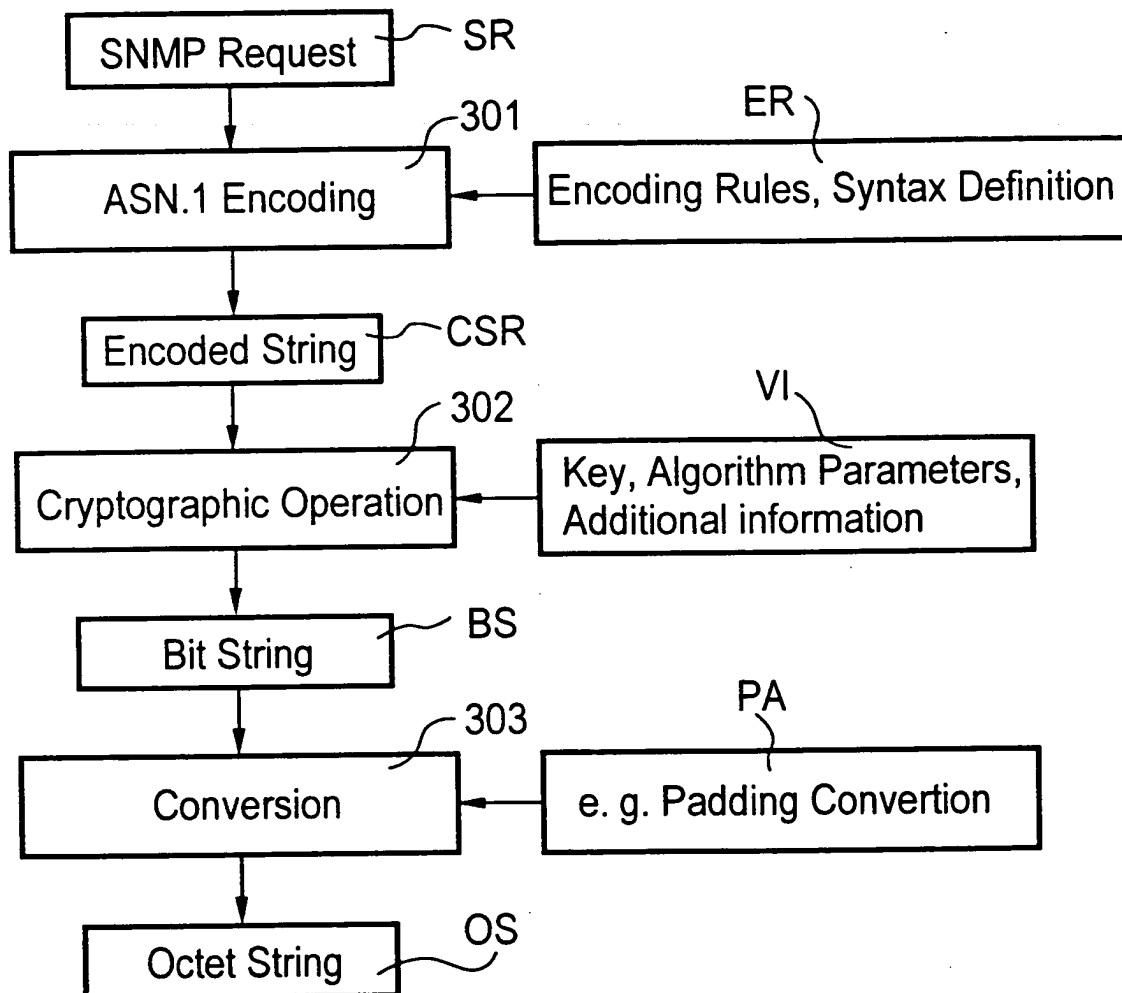 SNMP Request
SR
301
ER
ASN.1 Encoding
Encoding Rules, Syntax Definition
Encoded String
CSR
302
VI
Cryptographic Operation
Key, Algorithm Parameters,
Additional information
Bit String
BS
303
PA
Conversion
e. g. Padding Convertion
Octet String
OS